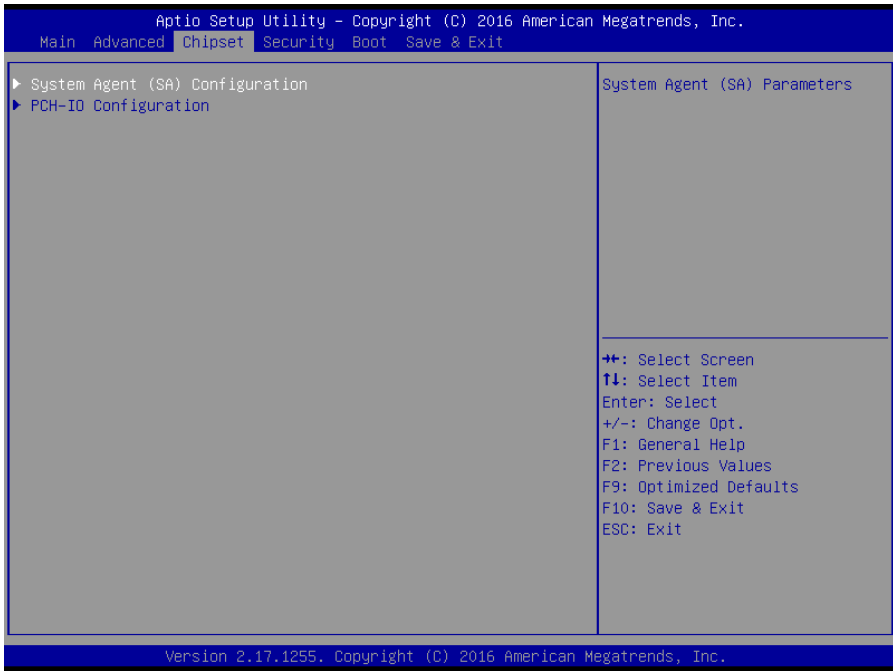 Aptio Setup Utility – Copyright (C) 2016 American Megatrends, Inc.
Main Advanced Chipset Security Boot Save & Exit
System Agent (SA) Configuration
PCH-IO Configuration
System Agent (SA) Parameters
→←: Select Screen
↑↓: Select Item
Enter: Select
+/-: Change Opt.
F1: General Help
F2: Previous Values
F9: Optimized Defaults
F10: Save & Exit
ESC: Exit
Version 2.17.1255. Copyright (C) 2016 American Megatrends, Inc.